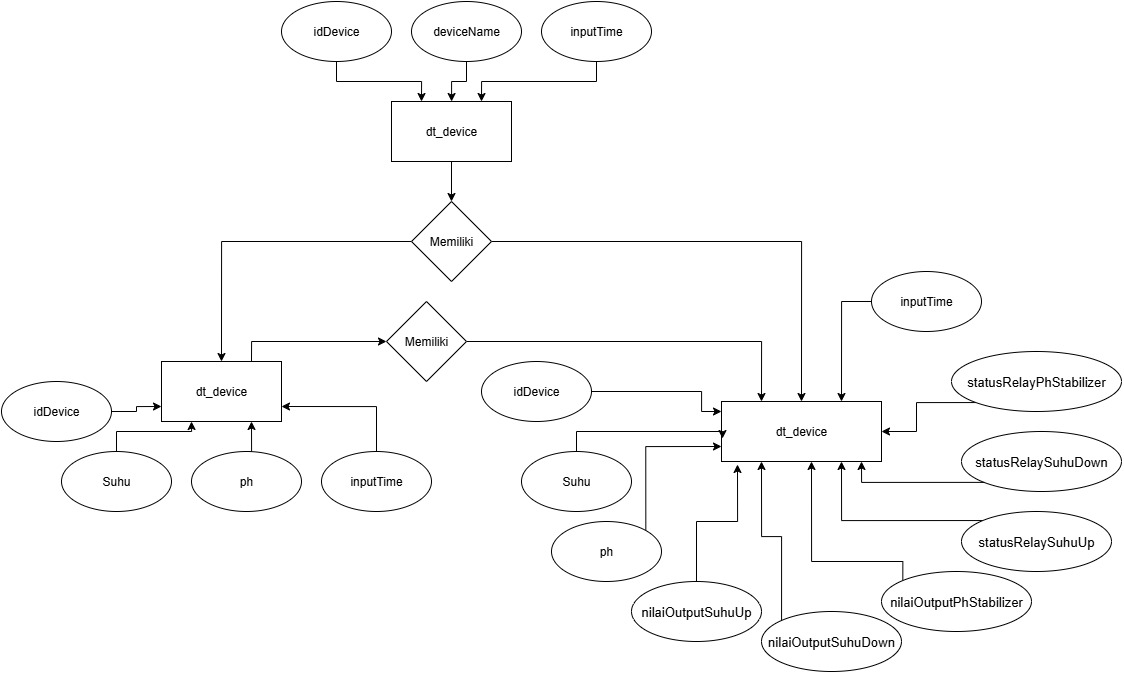 idDevice
deviceName
inputTime
dt_device
Memiliki
inputTime
Memiliki
statusRelayPhStabilizer
dt_device
idDevice
idDevice
dt_device
statusRelaySuhuDown
Suhu
ph
inputTime
Suhu
statusRelaySuhuUp
ph
nilaiOutputPhStabilizer
nilaiOutputSuhuUp
nilaiOutputSuhuDown